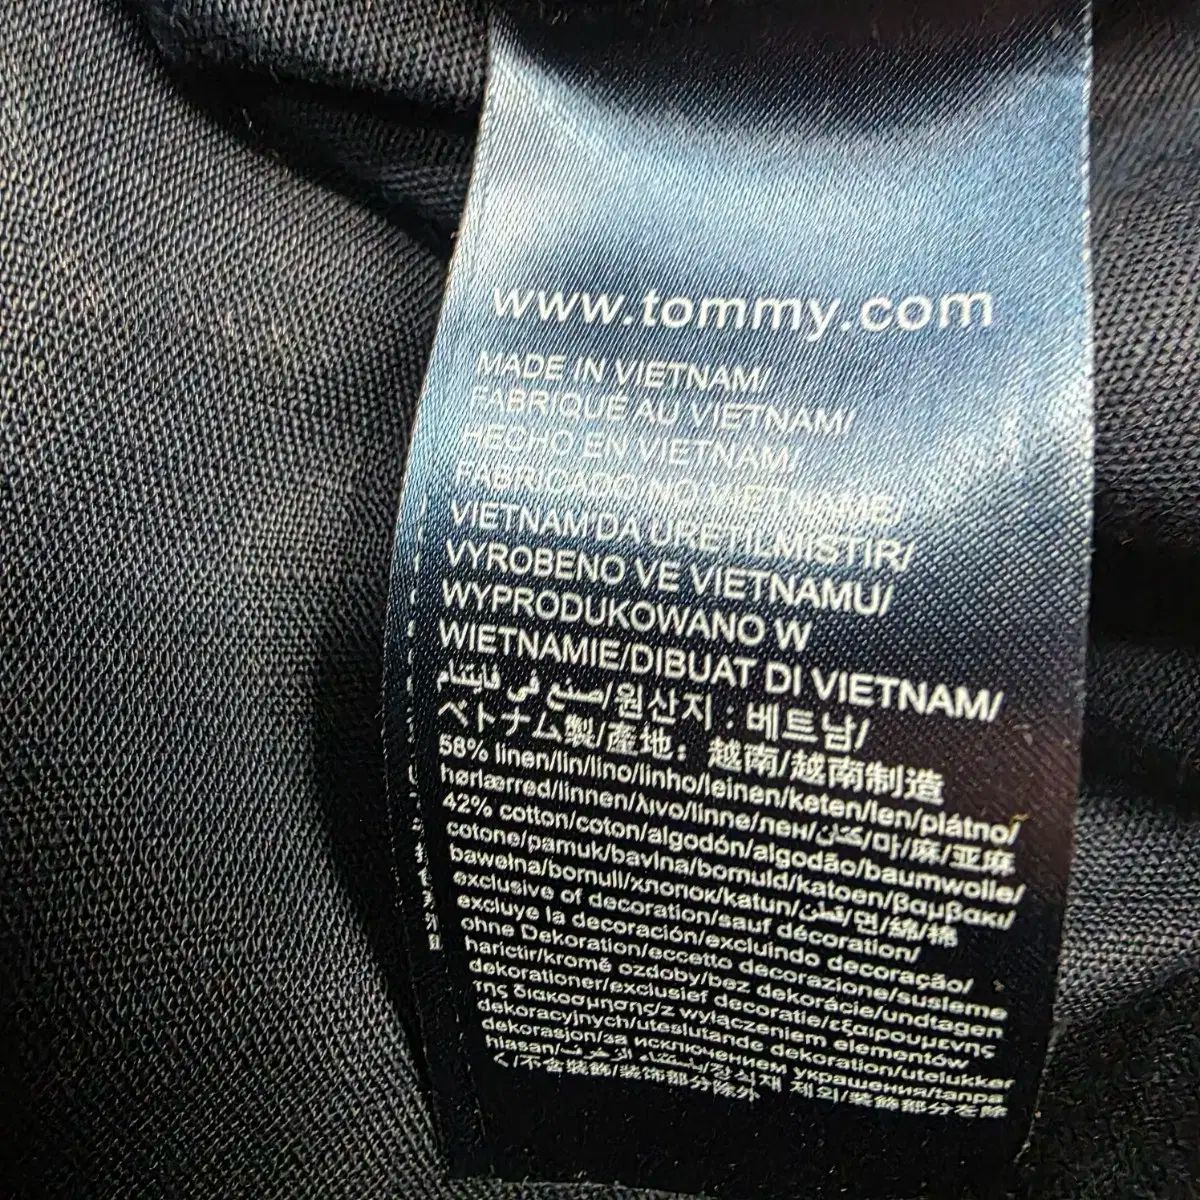 www.tommy.com
MADE IN VIETNAM/
FABRIQUÉ AU VIETNAM/
HECHO EN VIETNAM/
FABRICADO NO VIETNAME/
VIETNAM'DA URETILMISTIR/
VYROBENO VE VIETNAMU/
WYPRODUKOWANO W
WIETNAMIE/DIBUAT DI VIETNAM/
صنع في فايتنام/원산지 : 베트남/
ベトナム製/産地：越南/越南制造
58% linen/lin/lino/linho/leinen/keten/len/plátno/
hørlærred/linnen/λινο/linne/лен/كتان/마/麻/亚麻
42% cotton/coton/algodón/algodão/baumwolle/
cotone/pamuk/bavlna/bomuld/katoen/βαμβακι/
bawełna/bomull/хлопок/katun/قطن/면/綿/棉
exclusive of decoration/sauf décoration/
excluye la decoración/excluindo decoração/
ohne Dekoration/eccetto decorazione/susleme
harictir/kromě ozdoby/bez dekorácie/undtagen
dekorationer/exclusief decoratie/εξαιρουμενης
της διακοσμησης/z wyłączeniem elementów
dekoracyjnych/uteslutande dekoration/utelukker
dekorasjon/за исключением украшения/tanpa
hiasan/باستثناء الزخرف/장식재 제외/装飾部分を除
く/不含裝飾/装饰部分除外